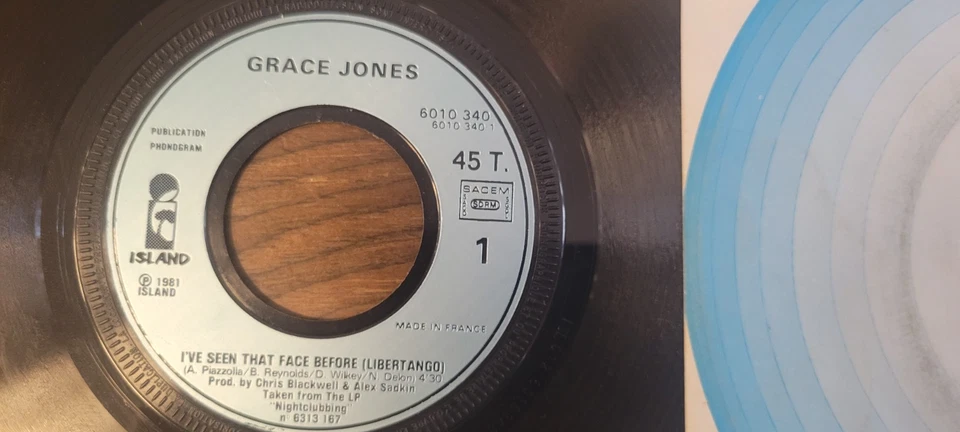 GRACE JONES
6010 340
6010 340 1
PUBLICATION
PHONOGRAM
45 T.
SACEM
SDRM
1
ISLAND
℗ 1981
ISLAND
MADE IN FRANCE
I'VE SEEN THAT FACE BEFORE (LIBERTANGO)
(A. Piazzolla/B. Reynolds/D. Wilkey/N. Delon) 4'30
Prod. by Chris Blackwell & Alex Sadkin
Taken from The LP
"Nightclubbing"
n° 6313 167